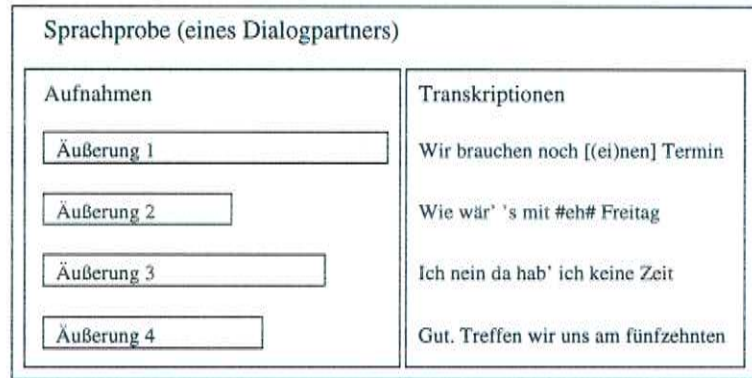 Sprachprobe (eines Dialogpartners)
Aufnahmen
Äußerung 1
Äußerung 2
Äußerung 3
Äußerung 4
Transkriptionen
Wir brauchen noch [(ei)nen] Termin
Wie wär' 's mit #eh# Freitag
Ich nein da hab' ich keine Zeit
Gut. Treffen wir uns am fünfzehnten